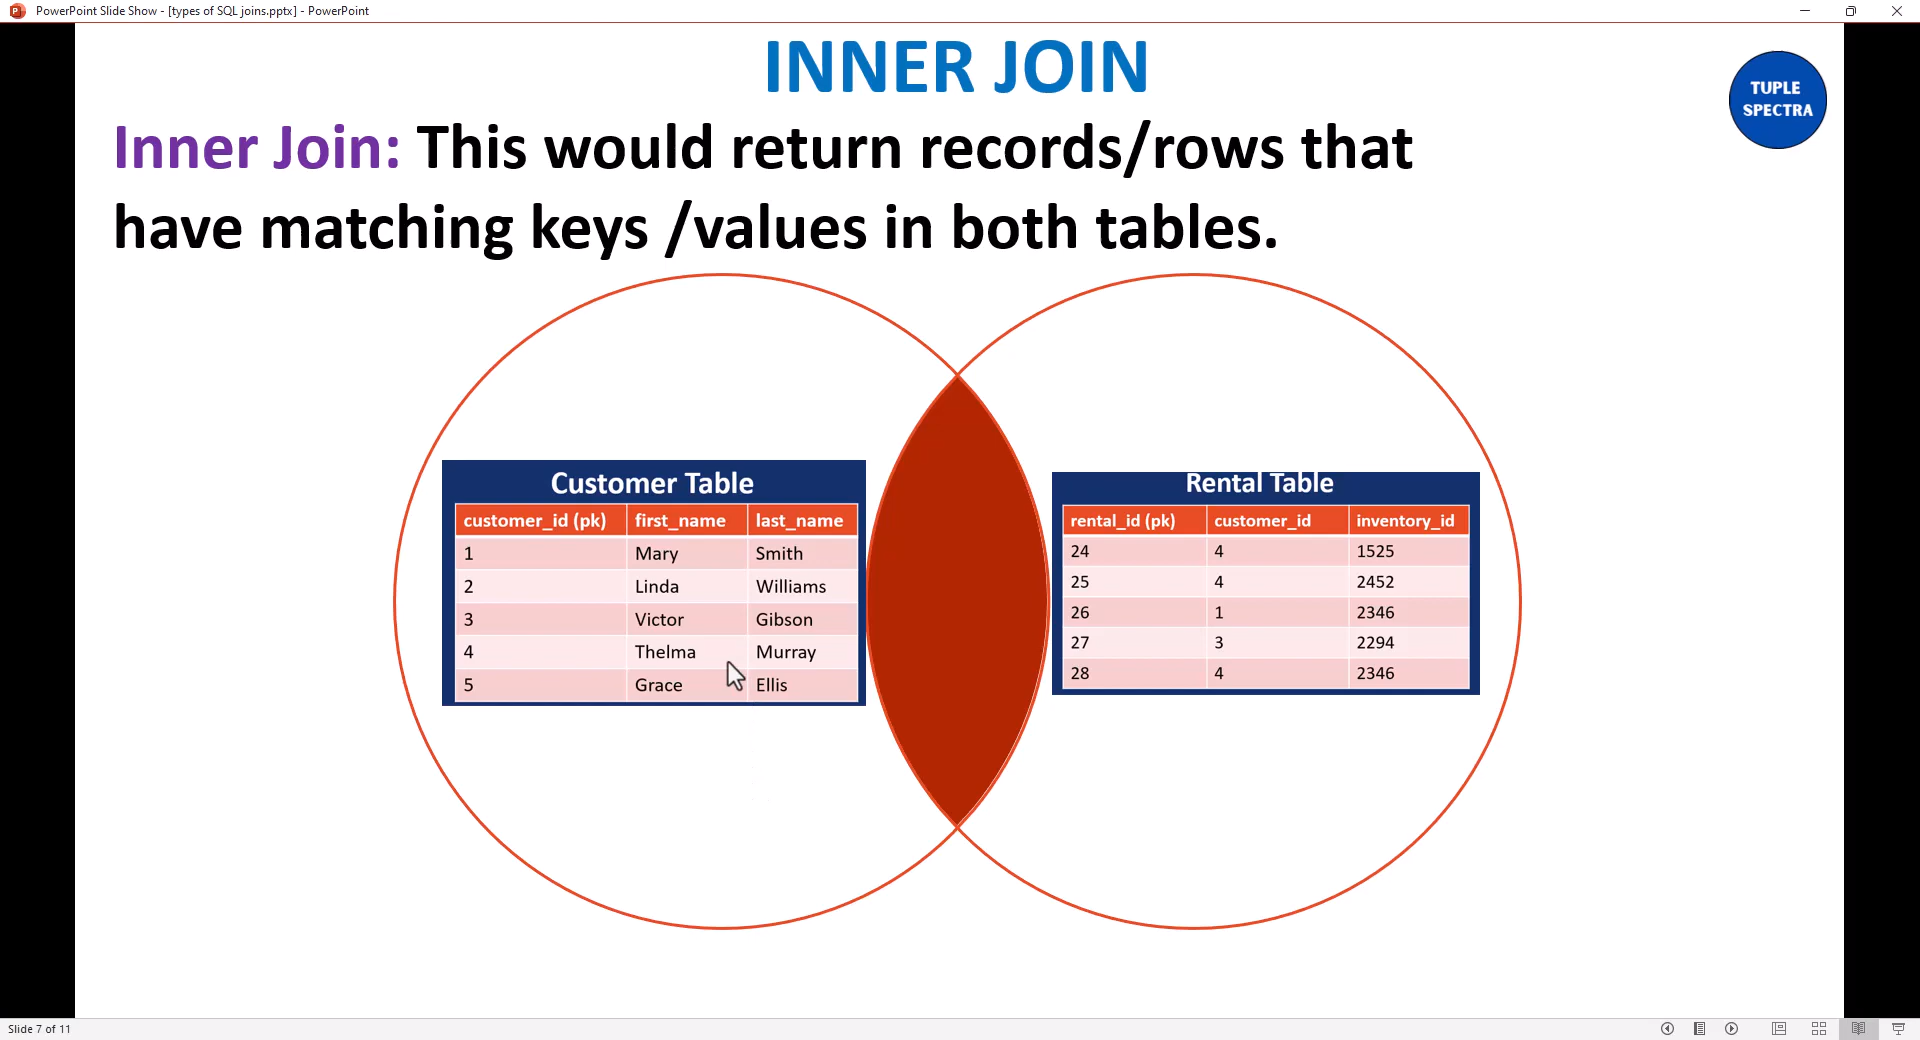 PowerPoint Slide Show - [types of SQL joins.pptx] - PowerPoint
INNER JOIN
TUPLE
SPECTRA
Inner Join: This would return records/rows that
have matching keys /values in both tables.
Customer Table
customer_id (pk) first_name last_name
1 Mary Smith
2 Linda Williams
3 Victor Gibson
4 Thelma Murray
5 Grace Ellis
Rental Table
rental_id (pk) customer_id inventory_id
24 4 1525
25 4 2452
26 1 2346
27 3 2294
28 4 2346
Slide 7 of 11